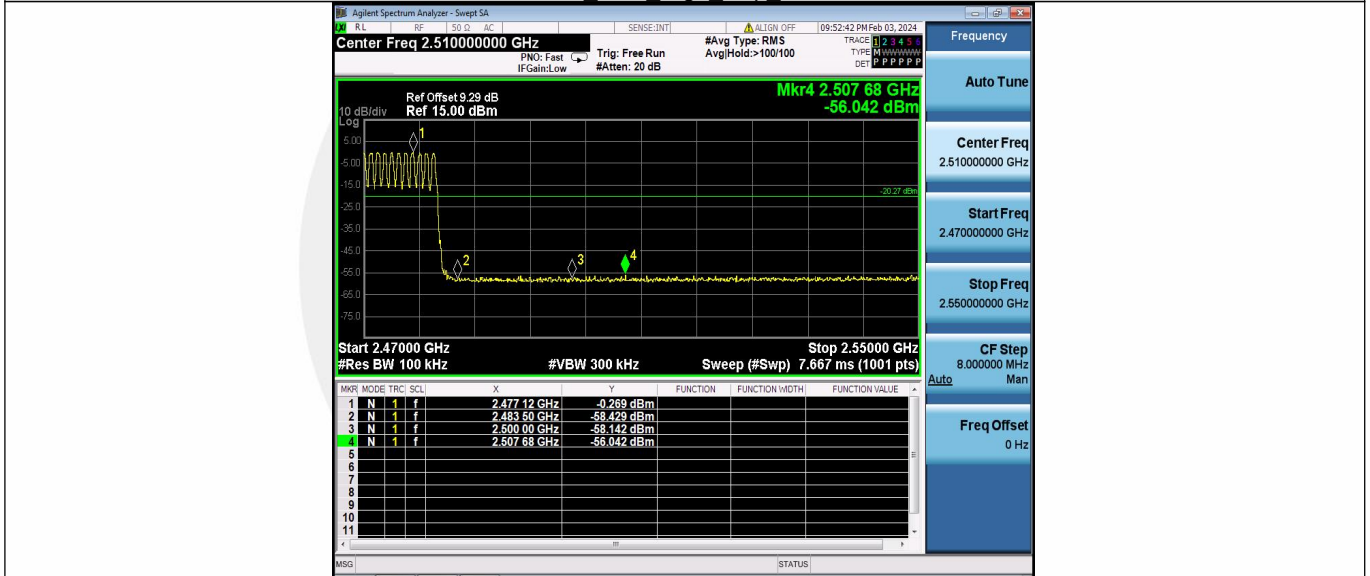 Agilent Spectrum Analyzer - Swept SA
LXI RL RF 50 Ω AC SENSE:INT ALIGN OFF 09:52:42 PM Feb 03, 2024
Center Freq 2.510000000 GHz
PNO: Fast
IFGain:Low
Trig: Free Run
#Atten: 20 dB
#Avg Type: RMS
Avg|Hold:>100/100
TRACE 1 2 3 4 5 6
TYPE M WWWWW
DET P P P P P P
Frequency
Mkr4 2.507 68 GHz
-56.042 dBm
Ref Offset 9.29 dB
10 dB/div Ref 15.00 dBm
Log
5.00
-5.00
-15.0
-25.0
-35.0
-45.0
-55.0
-65.0
-75.0
1
2
3
4
-20.27 dBm
Start 2.47000 GHz Stop 2.55000 GHz
#Res BW 100 kHz #VBW 300 kHz Sweep (#Swp) 7.667 ms (1001 pts)
MKR MODE TRC SCL X Y FUNCTION FUNCTION WIDTH FUNCTION VALUE
1 N 1 f 2.477 12 GHz -0.269 dBm
2 N 1 f 2.483 50 GHz -58.429 dBm
3 N 1 f 2.500 00 GHz -58.142 dBm
4 N 1 f 2.507 68 GHz -56.042 dBm
5
6
7
8
9
10
11
MSG STATUS
Auto Tune
Center Freq
2.510000000 GHz
Start Freq
2.470000000 GHz
Stop Freq
2.550000000 GHz
CF Step
8.000000 MHz
Auto Man
Freq Offset
0 Hz